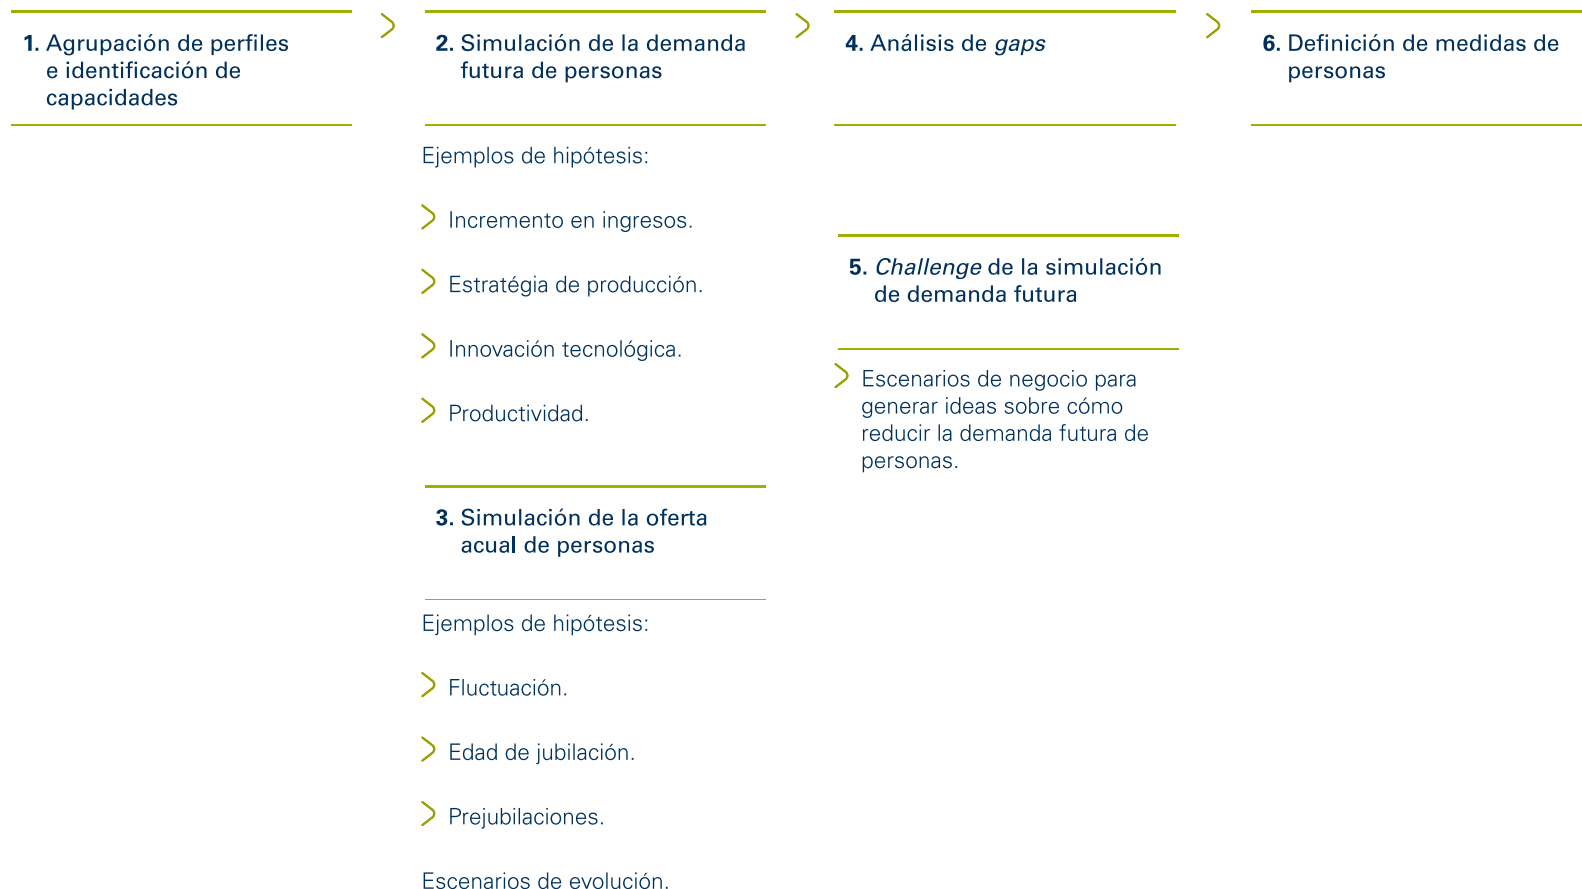 1. Agrupación de perfiles
e identificación de
capacidades
2. Simulación de la demanda
futura de personas
Ejemplos de hipótesis:
Incremento en ingresos.
Estratégia de producción.
Innovación tecnológica.
Productividad.
3. Simulación de la oferta
acual de personas
Ejemplos de hipótesis:
Fluctuación.
Edad de jubilación.
Prejubilaciones.
Escenarios de evolución.
4. Análisis de gaps
5. Challenge de la simulación
de demanda futura
Escenarios de negocio para
generar ideas sobre cómo
reducir la demanda futura de
personas.
6. Definición de medidas de
personas